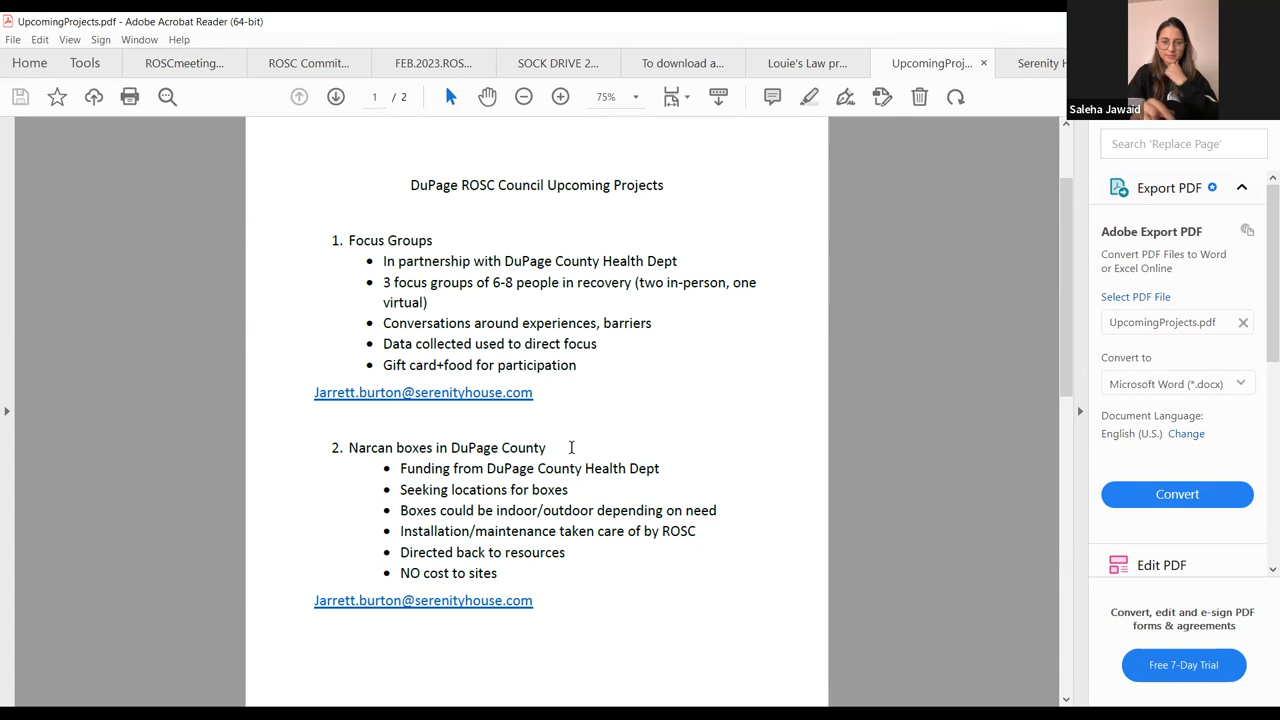 UpcomingProjects.pdf - Adobe Acrobat Reader (64-bit)
File Edit View Sign Window Help
Home Tools ROSCmeeting... ROSC Commit... FEB.2023.ROS... SOCK DRIVE 2... To download a... Louie's Law pr... UpcomingProj... × Serenity H
1 / 2 75%
Saleha Jawaid
DuPage ROSC Council Upcoming Projects
1. Focus Groups
• In partnership with DuPage County Health Dept
• 3 focus groups of 6-8 people in recovery (two in-person, one
virtual)
• Conversations around experiences, barriers
• Data collected used to direct focus
• Gift card+food for participation
Jarrett.burton@serenityhouse.com
2. Narcan boxes in DuPage County
• Funding from DuPage County Health Dept
• Seeking locations for boxes
• Boxes could be indoor/outdoor depending on need
• Installation/maintenance taken care of by ROSC
• Directed back to resources
• NO cost to sites
Jarrett.burton@serenityhouse.com
Search 'Replace Page'
Export PDF
Adobe Export PDF
Convert PDF Files to Word
or Excel Online
Select PDF File
UpcomingProjects.pdf
Convert to
Microsoft Word (*.docx)
Document Language:
English (U.S.) Change
Convert
Edit PDF
Convert, edit and e-sign PDF
forms & agreements
Free 7-Day Trial